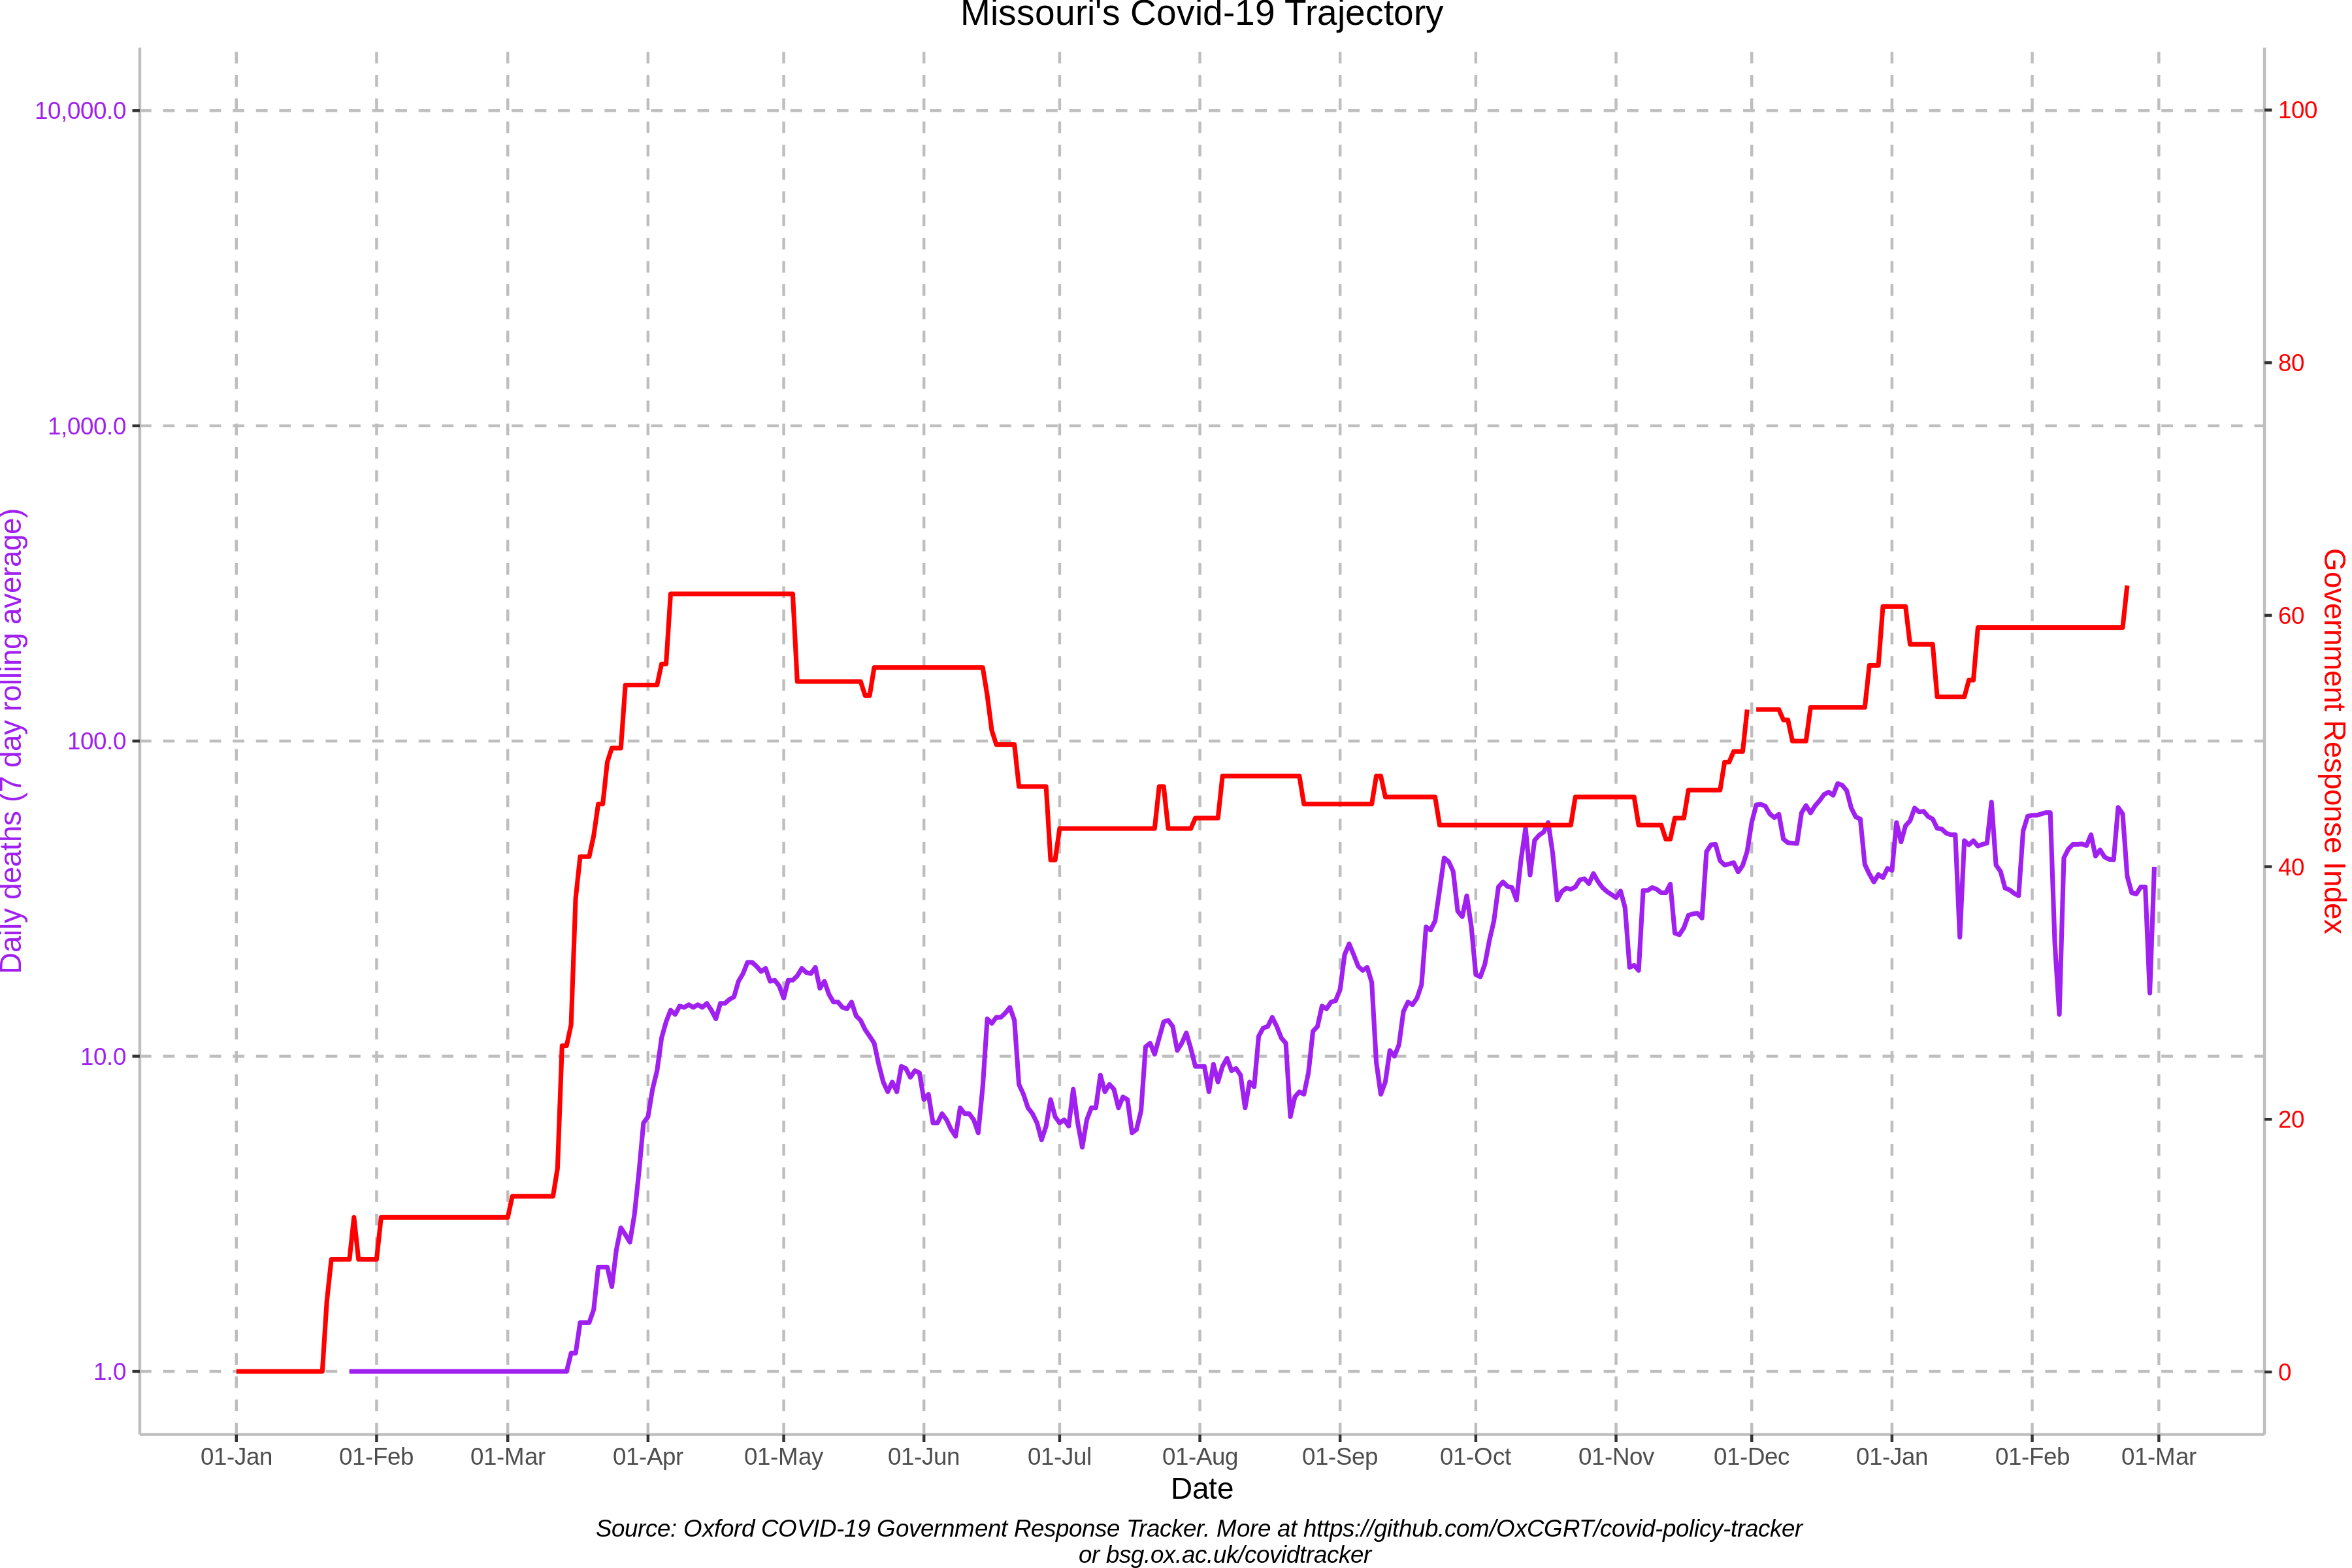 Missouri's Covid-19 Trajectory
10,000.0
1,000.0
100.0
10.0
1.0
Daily deaths (7 day rolling average)
100
80
60
40
20
0
Government Response Index
01-Jan 01-Feb 01-Mar 01-Apr 01-May 01-Jun 01-Jul 01-Aug 01-Sep 01-Oct 01-Nov 01-Dec 01-Jan 01-Feb 01-Mar
Date
Source: Oxford COVID-19 Government Response Tracker. More at https://github.com/OxCGRT/covid-policy-tracker
or bsg.ox.ac.uk/covidtracker